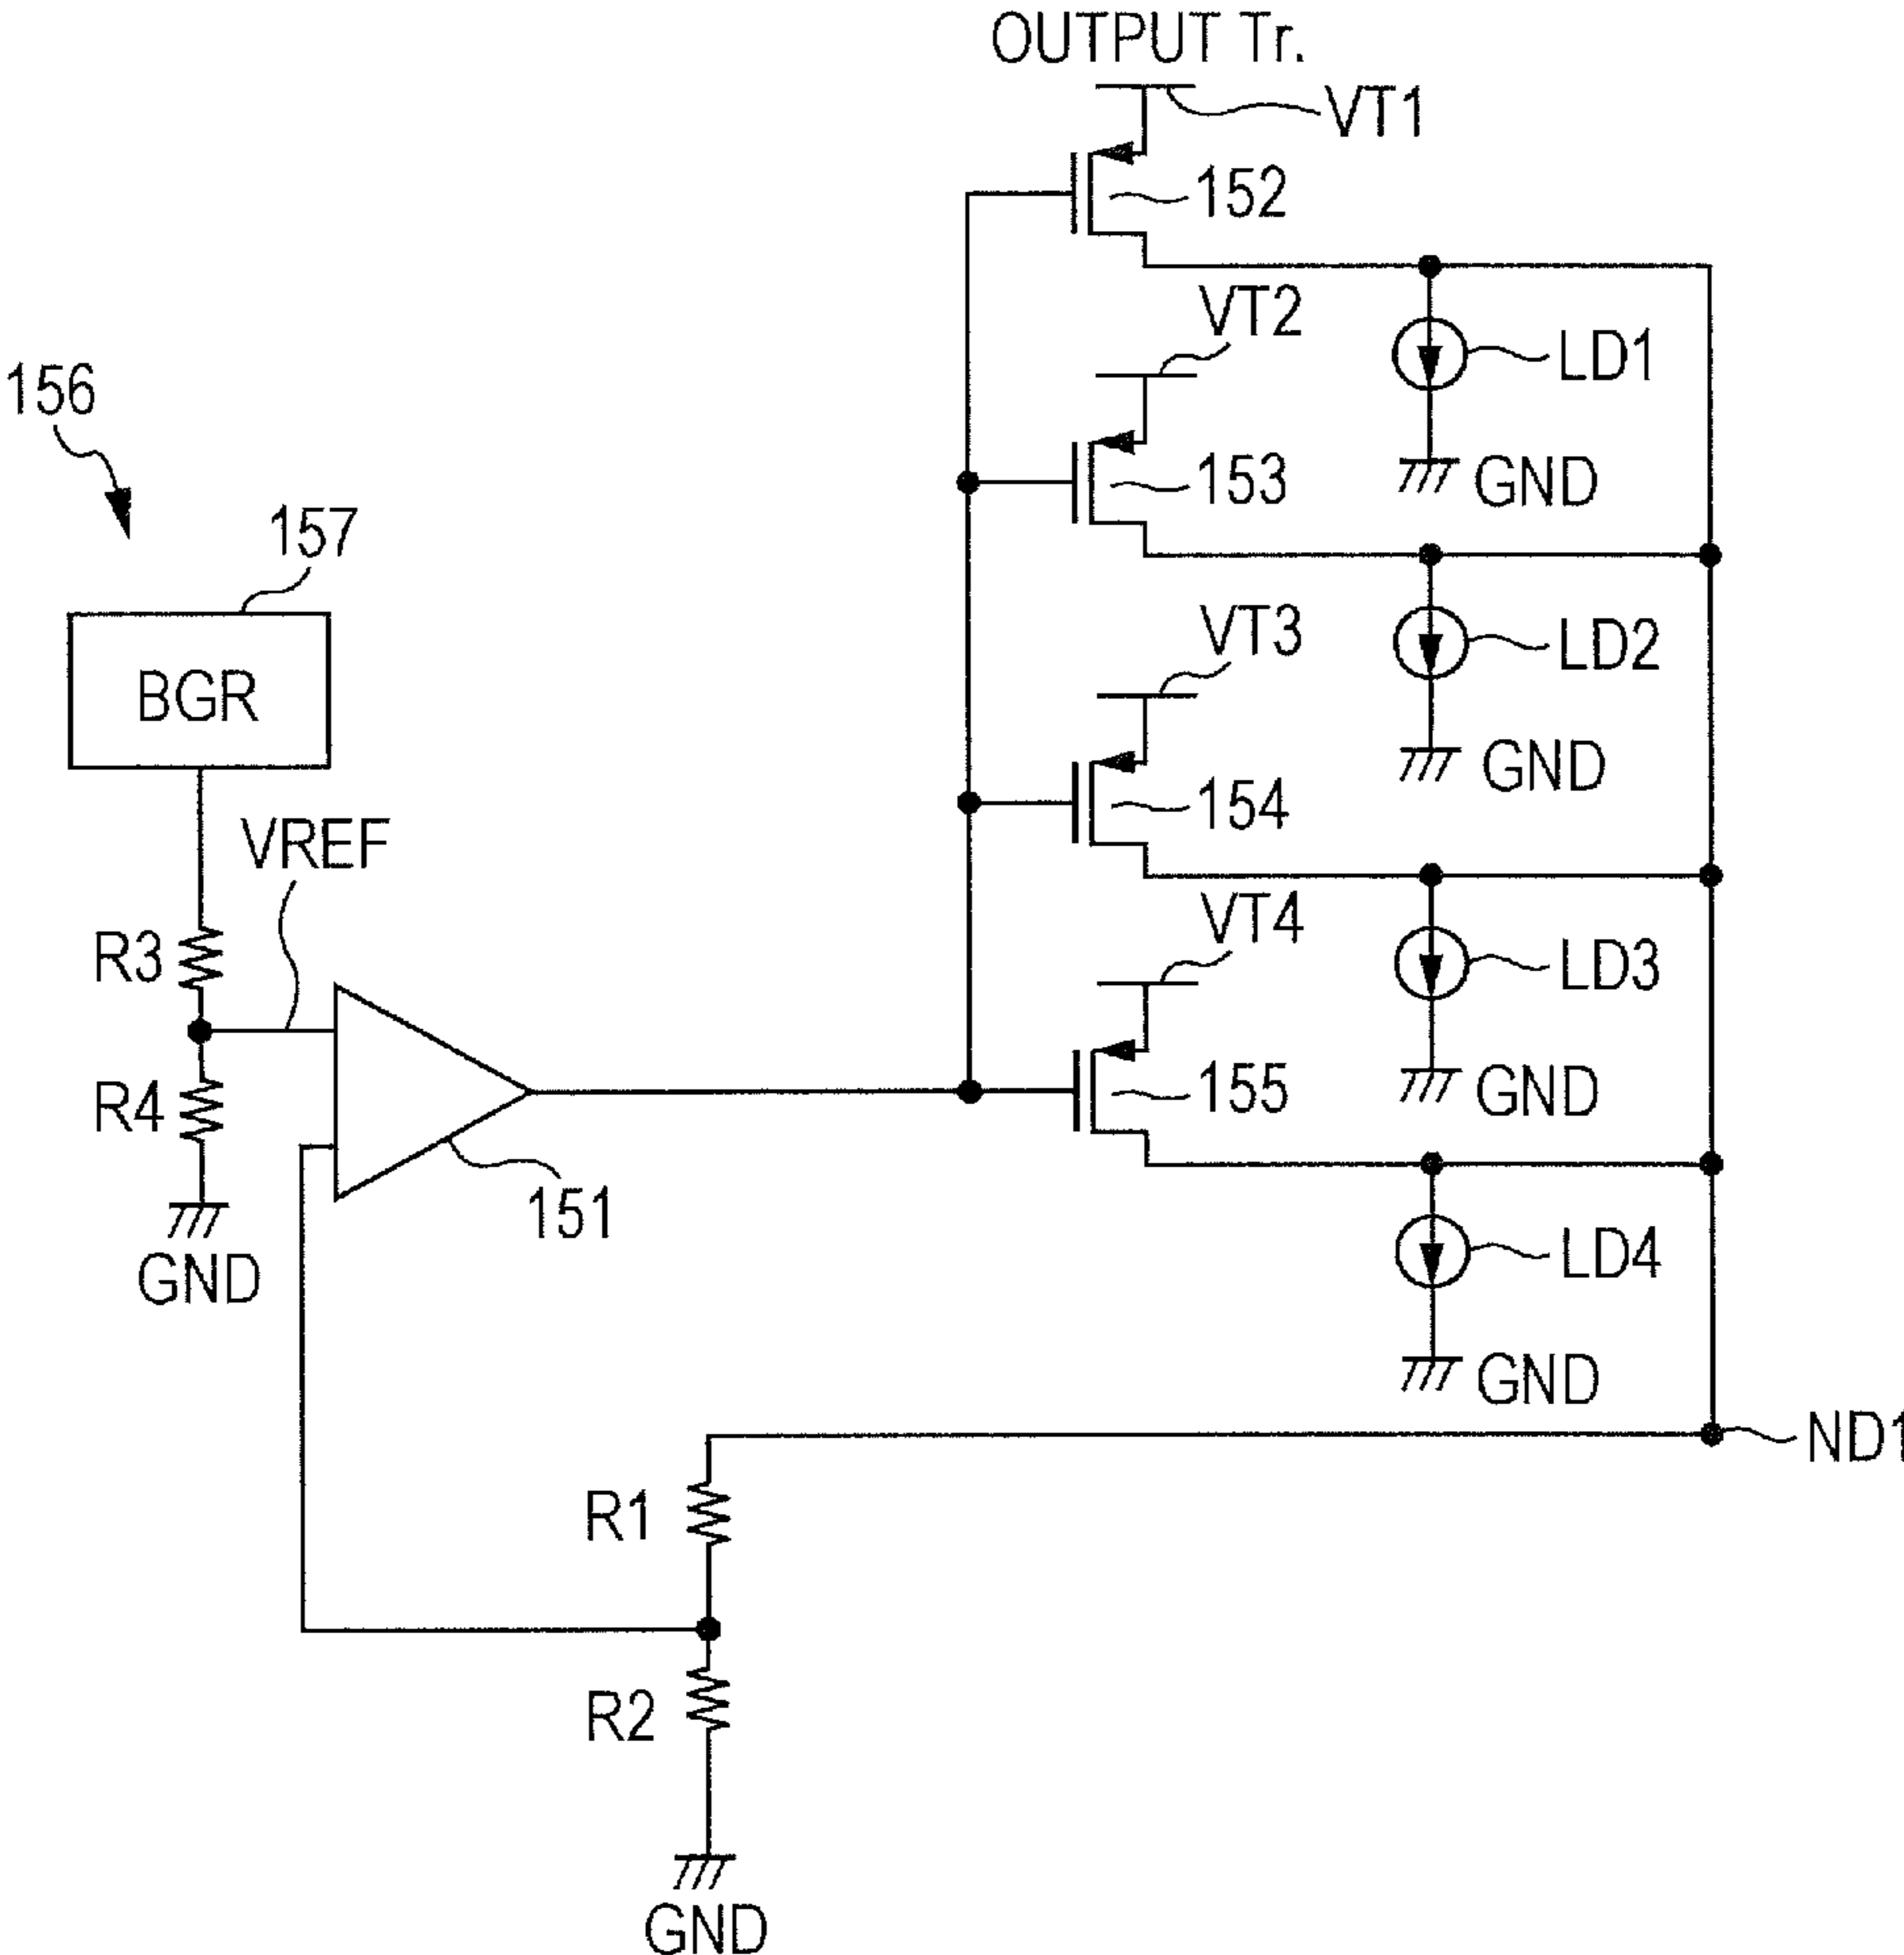 OUTPUT Tr.
VT1
152
VT2
LD1
156
153
GND
157
VT3
LD2
BGR
GND
154
VREF
VT4
R3
LD3
155
GND
R4
151
LD4
GND
GND
ND1
R1
R2
GND